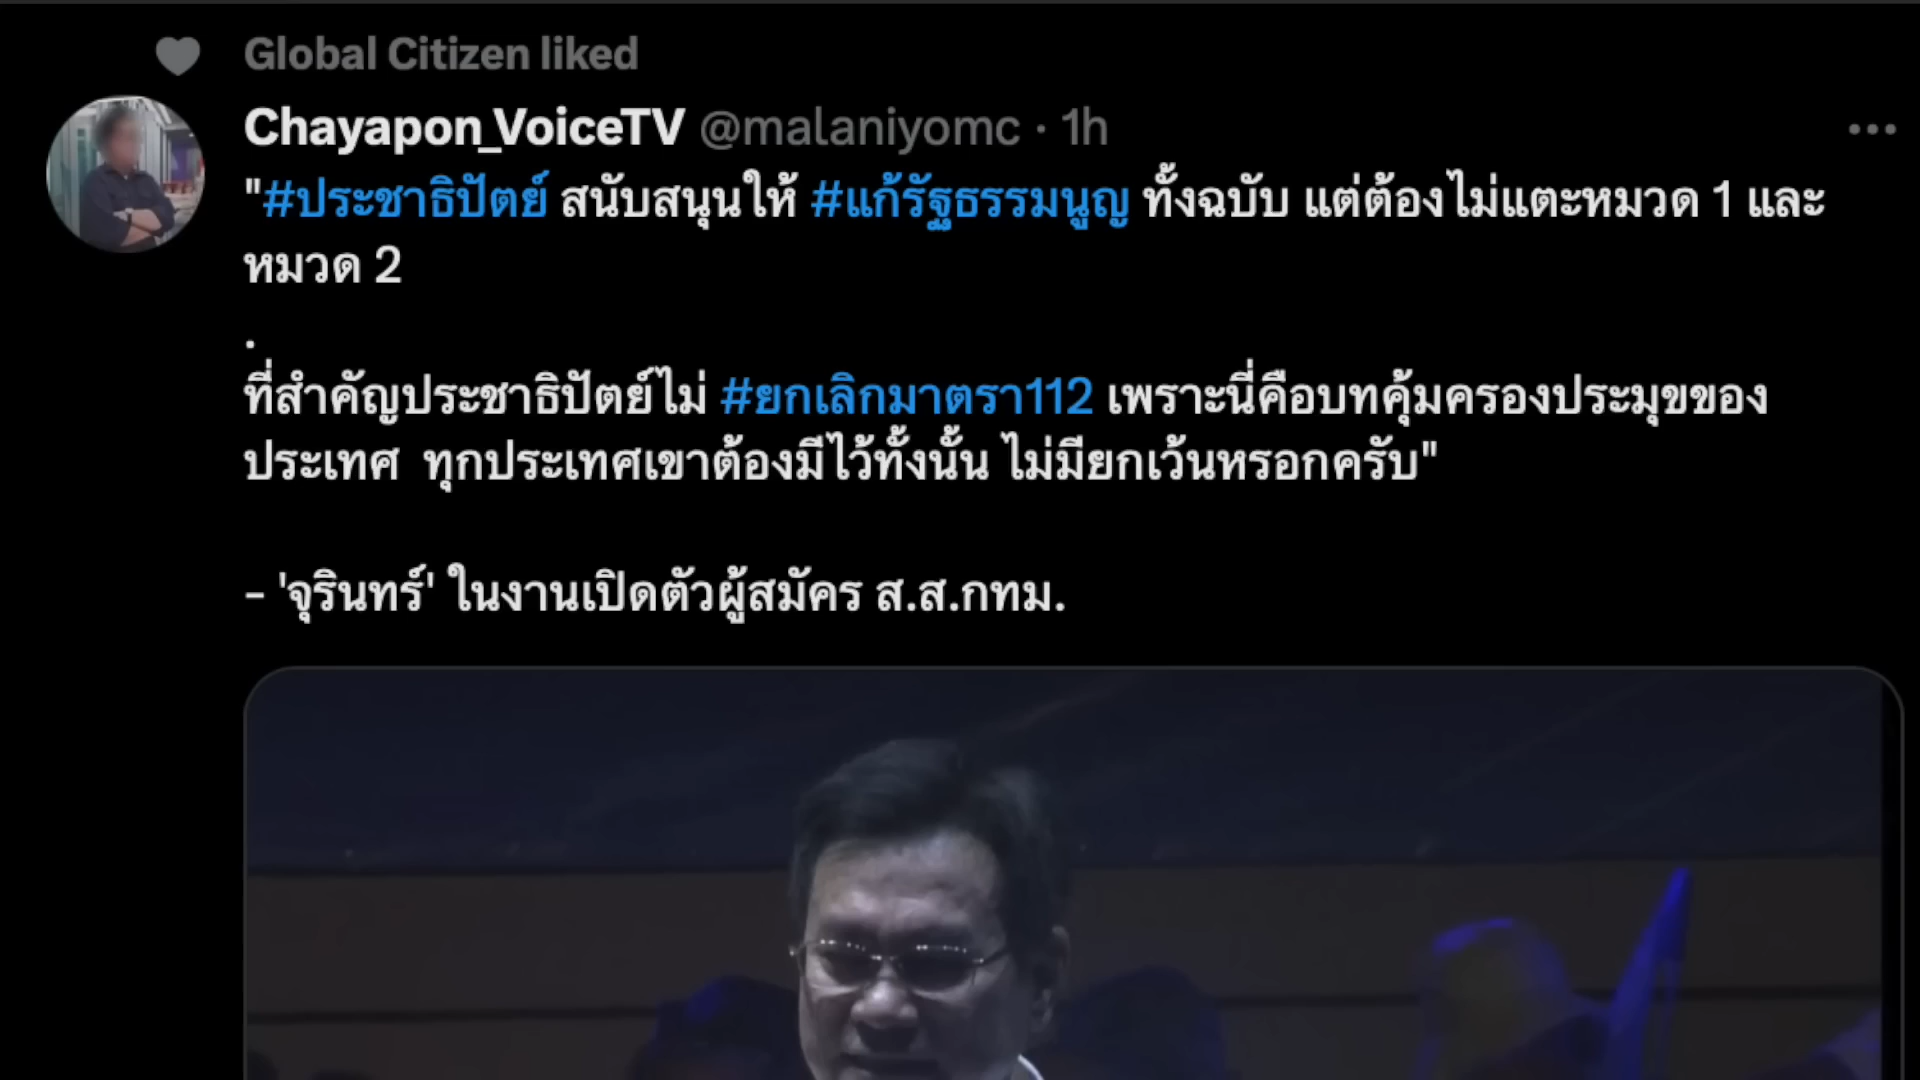 Global Citizen liked
Chayapon_VoiceTV @malaniyomc · 1h
"#ประชาธิปัตย์ สนับสนุนให้ #แก้รัฐธรรมนูญ ทั้งฉบับ แต่ต้องไม่แตะหมวด 1 และ
หมวด 2
.
ที่สำคัญประชาธิปัตย์ไม่ #ยกเลิกมาตรา112 เพราะนี่คือบทคุ้มครองประมุขของ
ประเทศ  ทุกประเทศเขาต้องมีไว้ทั้งนั้น ไม่มียกเว้นหรอกครับ"
- 'จุรินทร์' ในงานเปิดตัวผู้สมัคร ส.ส.กทม.